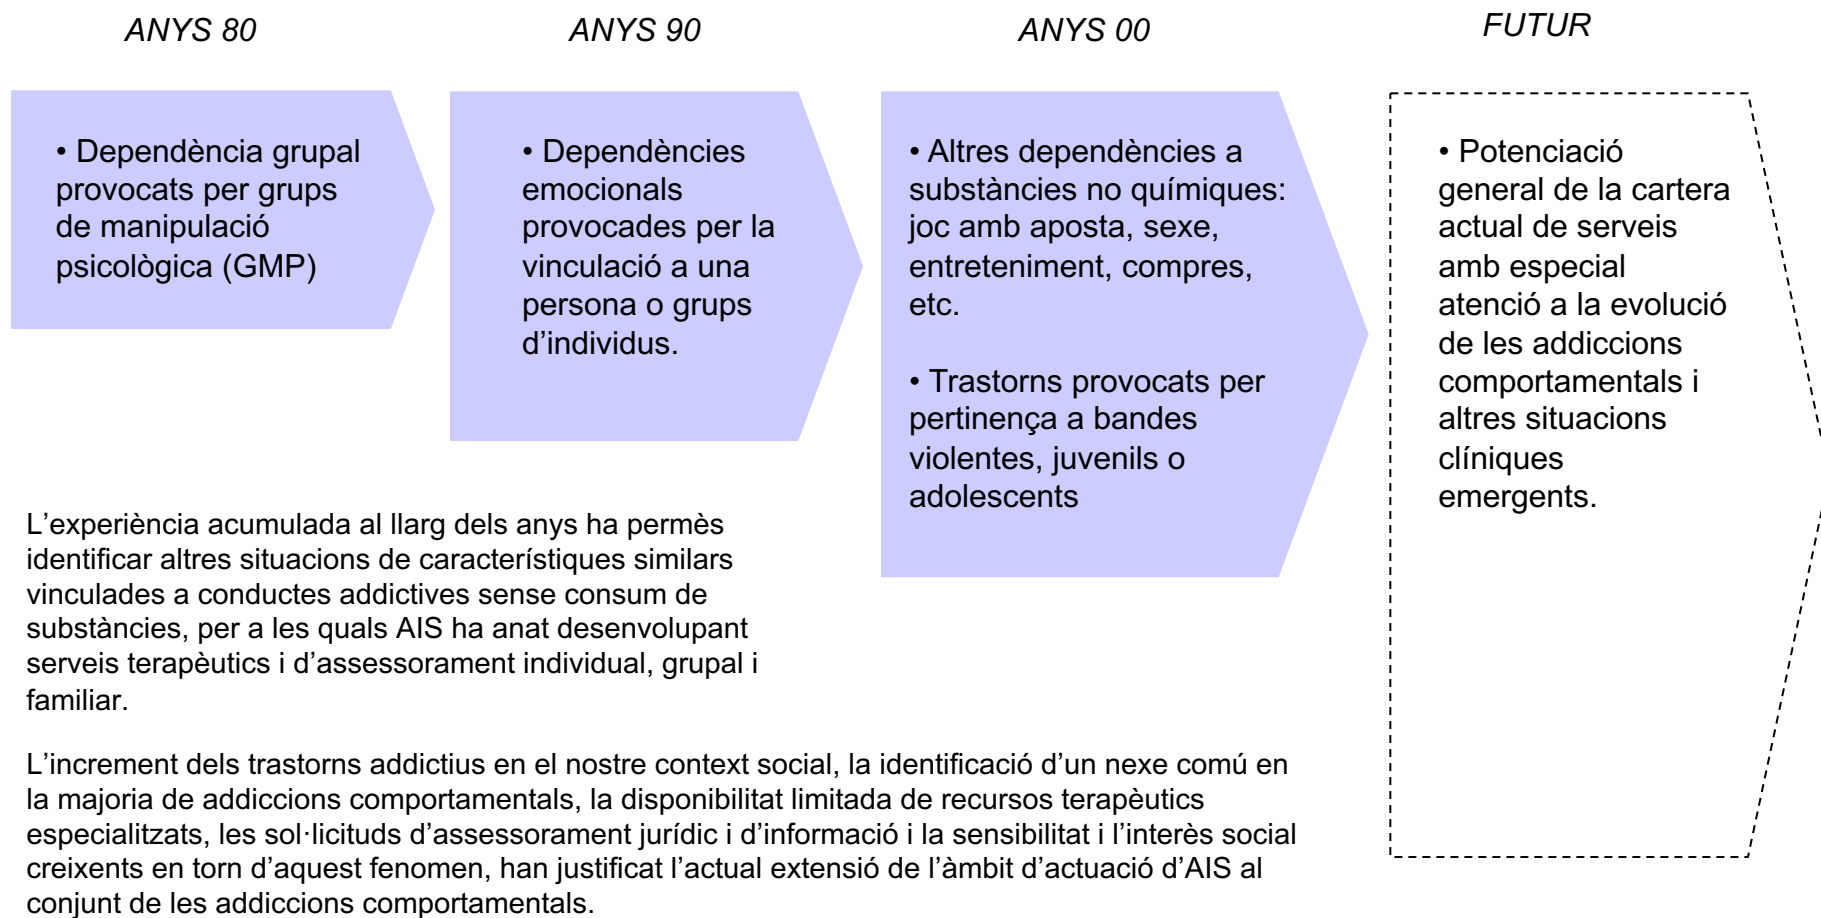 ANYS 80
ANYS 90
ANYS 00
FUTUR
• Dependència grupal
provocats per grups
de manipulació
psicològica (GMP)
• Dependències
emocionals
provocades per la
vinculació a una
persona o grups
d’individus.
• Altres dependències a
substàncies no químiques:
joc amb aposta, sexe,
entreteniment, compres,
etc.
• Trastorns provocats per
pertinença a bandes
violentes, juvenils o
adolescents
• Potenciació
general de la cartera
actual de serveis
amb especial
atenció a la evolució
de les addiccions
comportamentals i
altres situacions
clíniques
emergents.
L’experiència acumulada al llarg dels anys ha permès
identificar altres situacions de característiques similars
vinculades a conductes addictives sense consum de
substàncies, per a les quals AIS ha anat desenvolupant
serveis terapèutics i d’assessorament individual, grupal i
familiar.
L’increment dels trastorns addictius en el nostre context social, la identificació d’un nexe comú en
la majoria de addiccions comportamentals, la disponibilitat limitada de recursos terapèutics
especialitzats, les sol·licituds d’assessorament jurídic i d’informació i la sensibilitat i l’interès social
creixents en torn d’aquest fenomen, han justificat l’actual extensió de l’àmbit d’actuació d’AIS al
conjunt de les addiccions comportamentals.